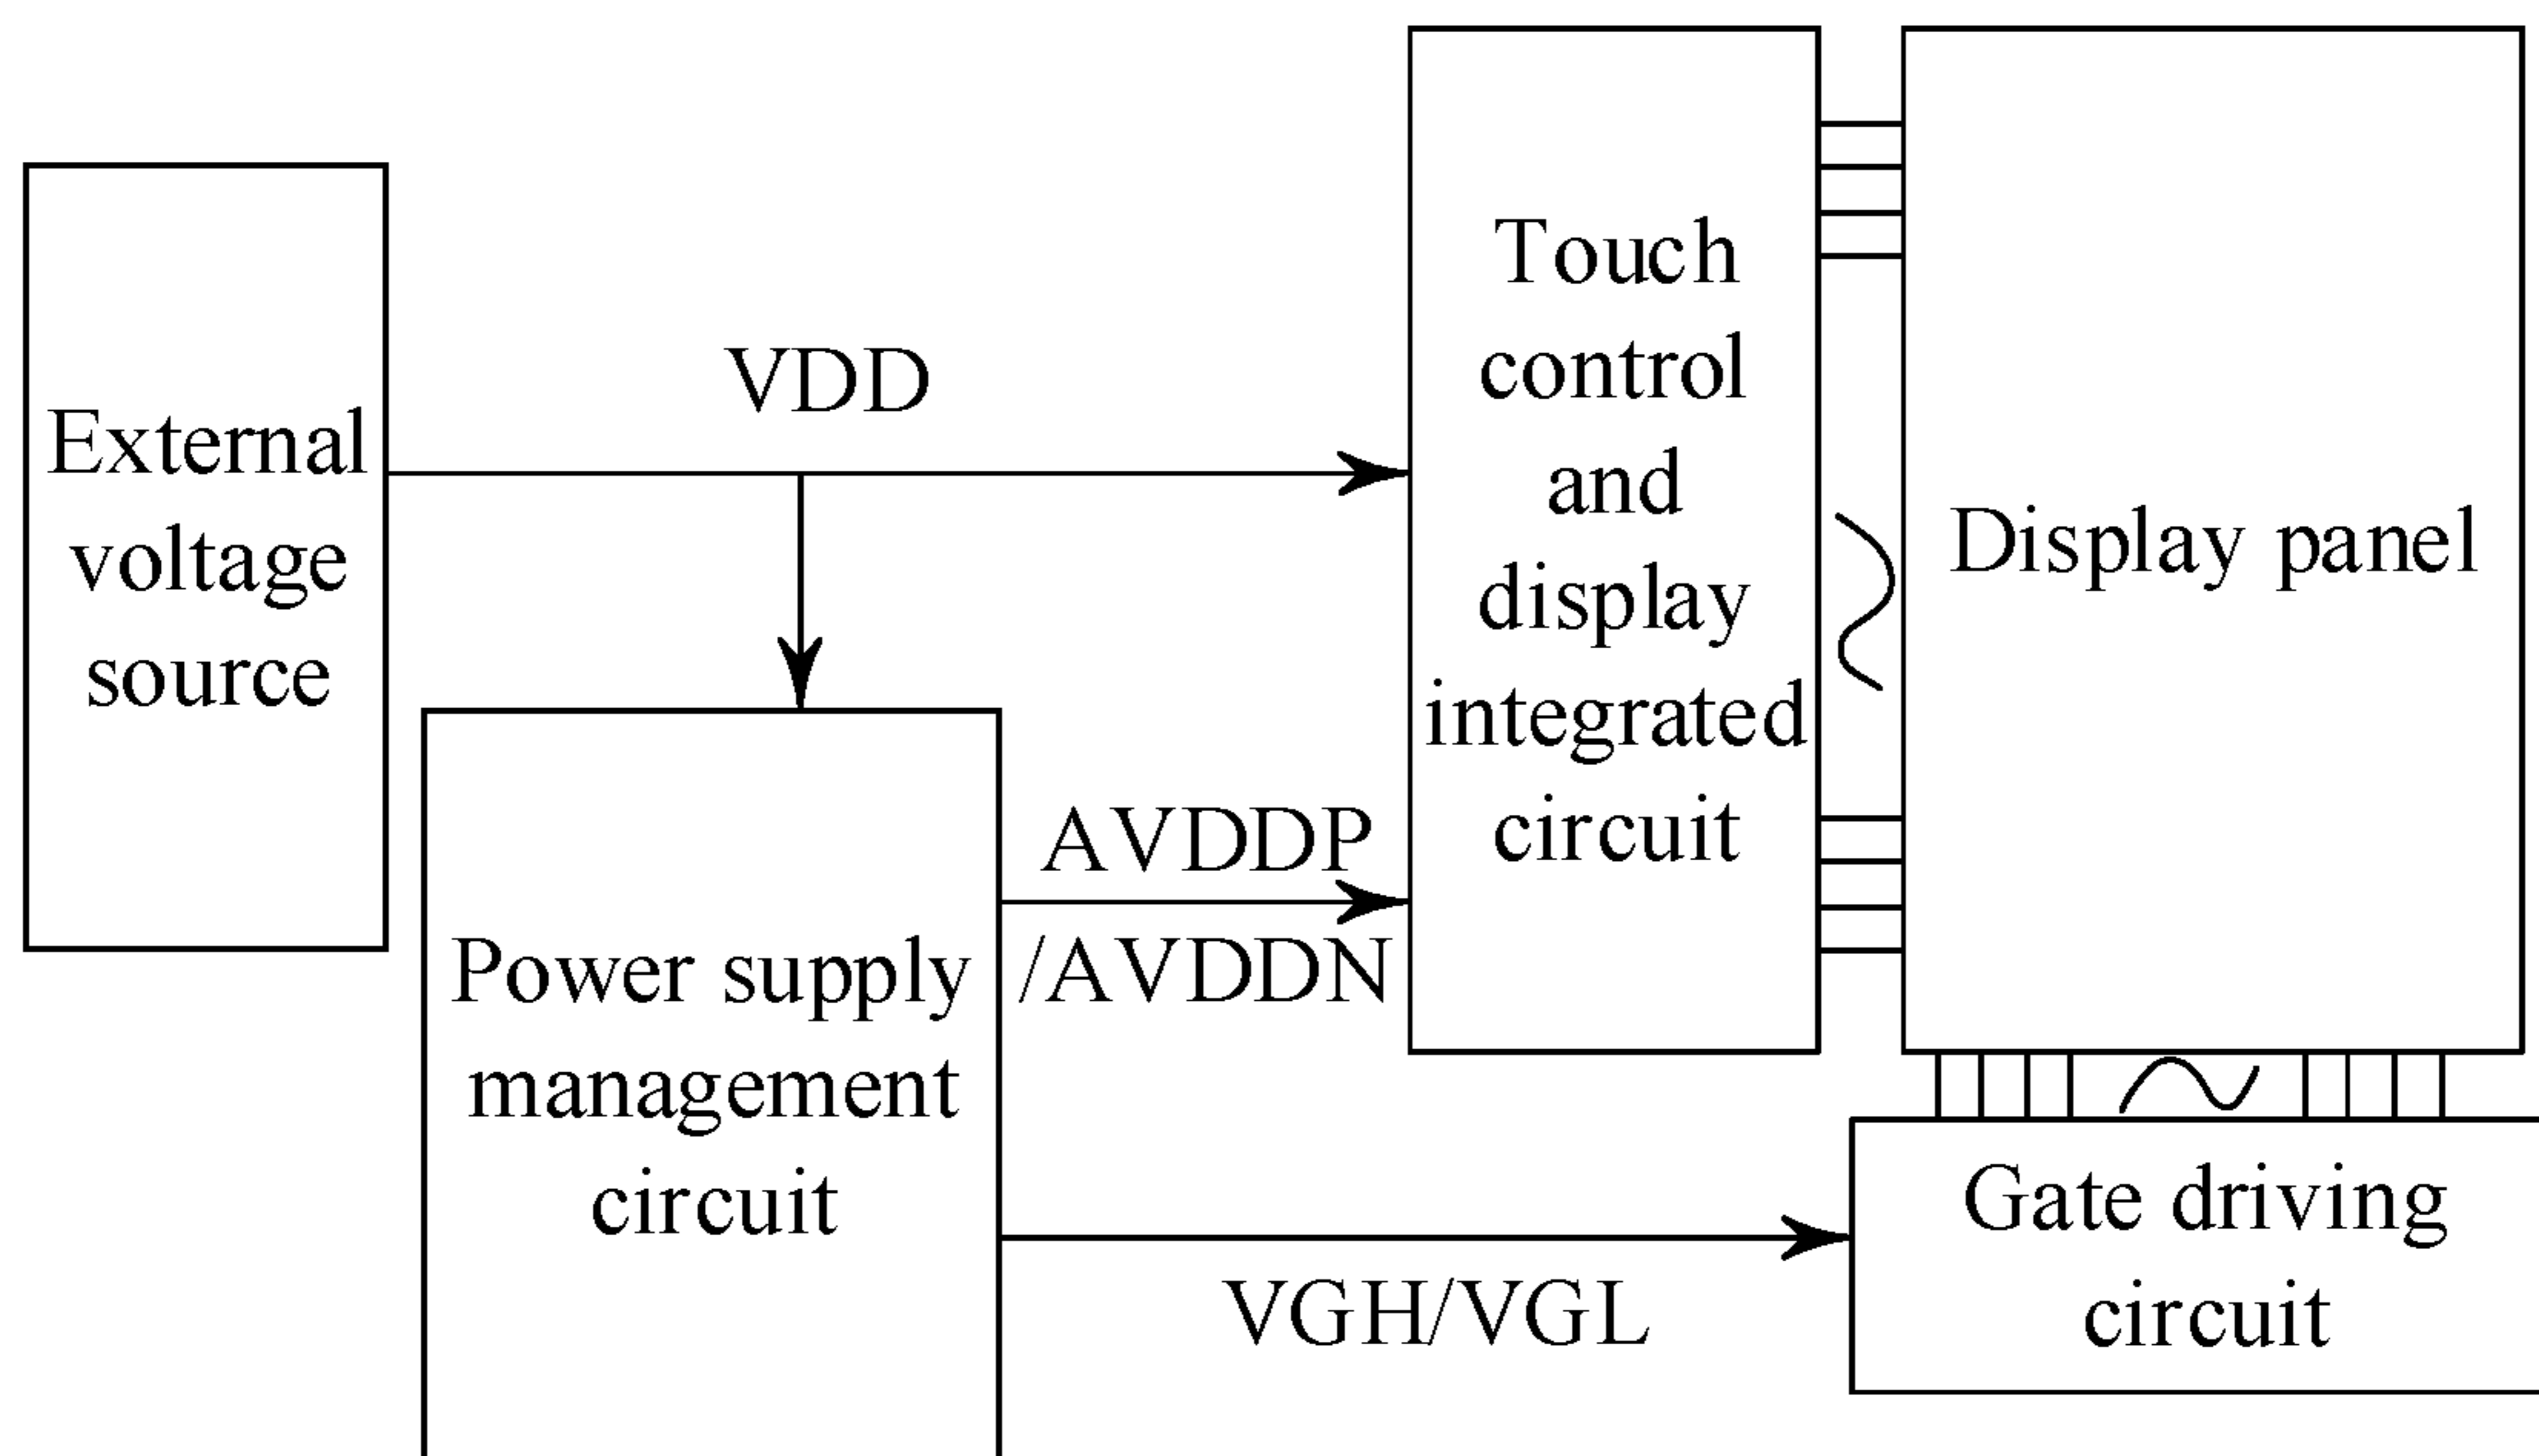 External
voltage
source
VDD
Touch
control
and
display
integrated
circuit
Display panel
Power supply
management
circuit
AVDDP
/AVDDN
VGH/VGL
Gate driving
circuit